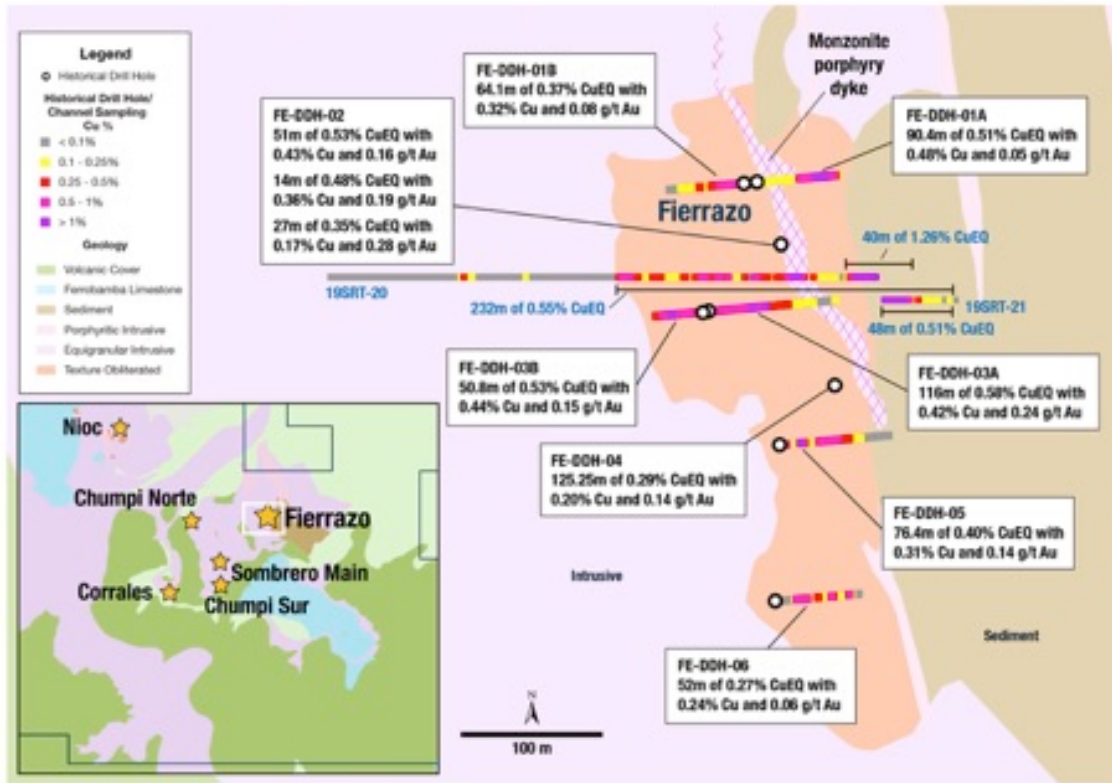 Legend
Historical Drill Hole
Historical Drill Hole/
Channel Sampling
Cu %
< 0.1%
0.1 - 0.25%
0.25 - 0.5%
0.5 - 1%
> 1%
Geology
Volcanic Cover
Ferrobamba Limestone
Sediment
Porphyritic Intrusive
Equigranular Intrusive
Texture Obliterated
FE-DDH-02
51m of 0.53% CuEQ with
0.43% Cu and 0.16 g/t Au
14m of 0.48% CuEQ with
0.36% Cu and 0.19 g/t Au
27m of 0.35% CuEQ with
0.17% Cu and 0.28 g/t Au
FE-DDH-01B
64.1m of 0.37% CuEQ with
0.32% Cu and 0.08 g/t Au
Monzonite
porphyry
dyke
FE-DDH-01A
90.4m of 0.51% CuEQ with
0.48% Cu and 0.05 g/t Au
Fierrazo
40m of 1.26% CuEQ
19SRT-20
232m of 0.55% CuEQ
19SRT-21
48m of 0.51% CuEQ
FE-DDH-03B
50.8m of 0.53% CuEQ with
0.44% Cu and 0.15 g/t Au
FE-DDH-03A
116m of 0.58% CuEQ with
0.42% Cu and 0.24 g/t Au
FE-DDH-04
125.25m of 0.29% CuEQ with
0.20% Cu and 0.14 g/t Au
FE-DDH-05
76.4m of 0.40% CuEQ with
0.31% Cu and 0.14 g/t Au
Intrusive
Sediment
FE-DDH-06
52m of 0.27% CuEQ with
0.24% Cu and 0.06 g/t Au
N
100 m
Nioc
Chumpi Norte
Fierrazo
Sombrero Main
Corrales
Chumpi Sur